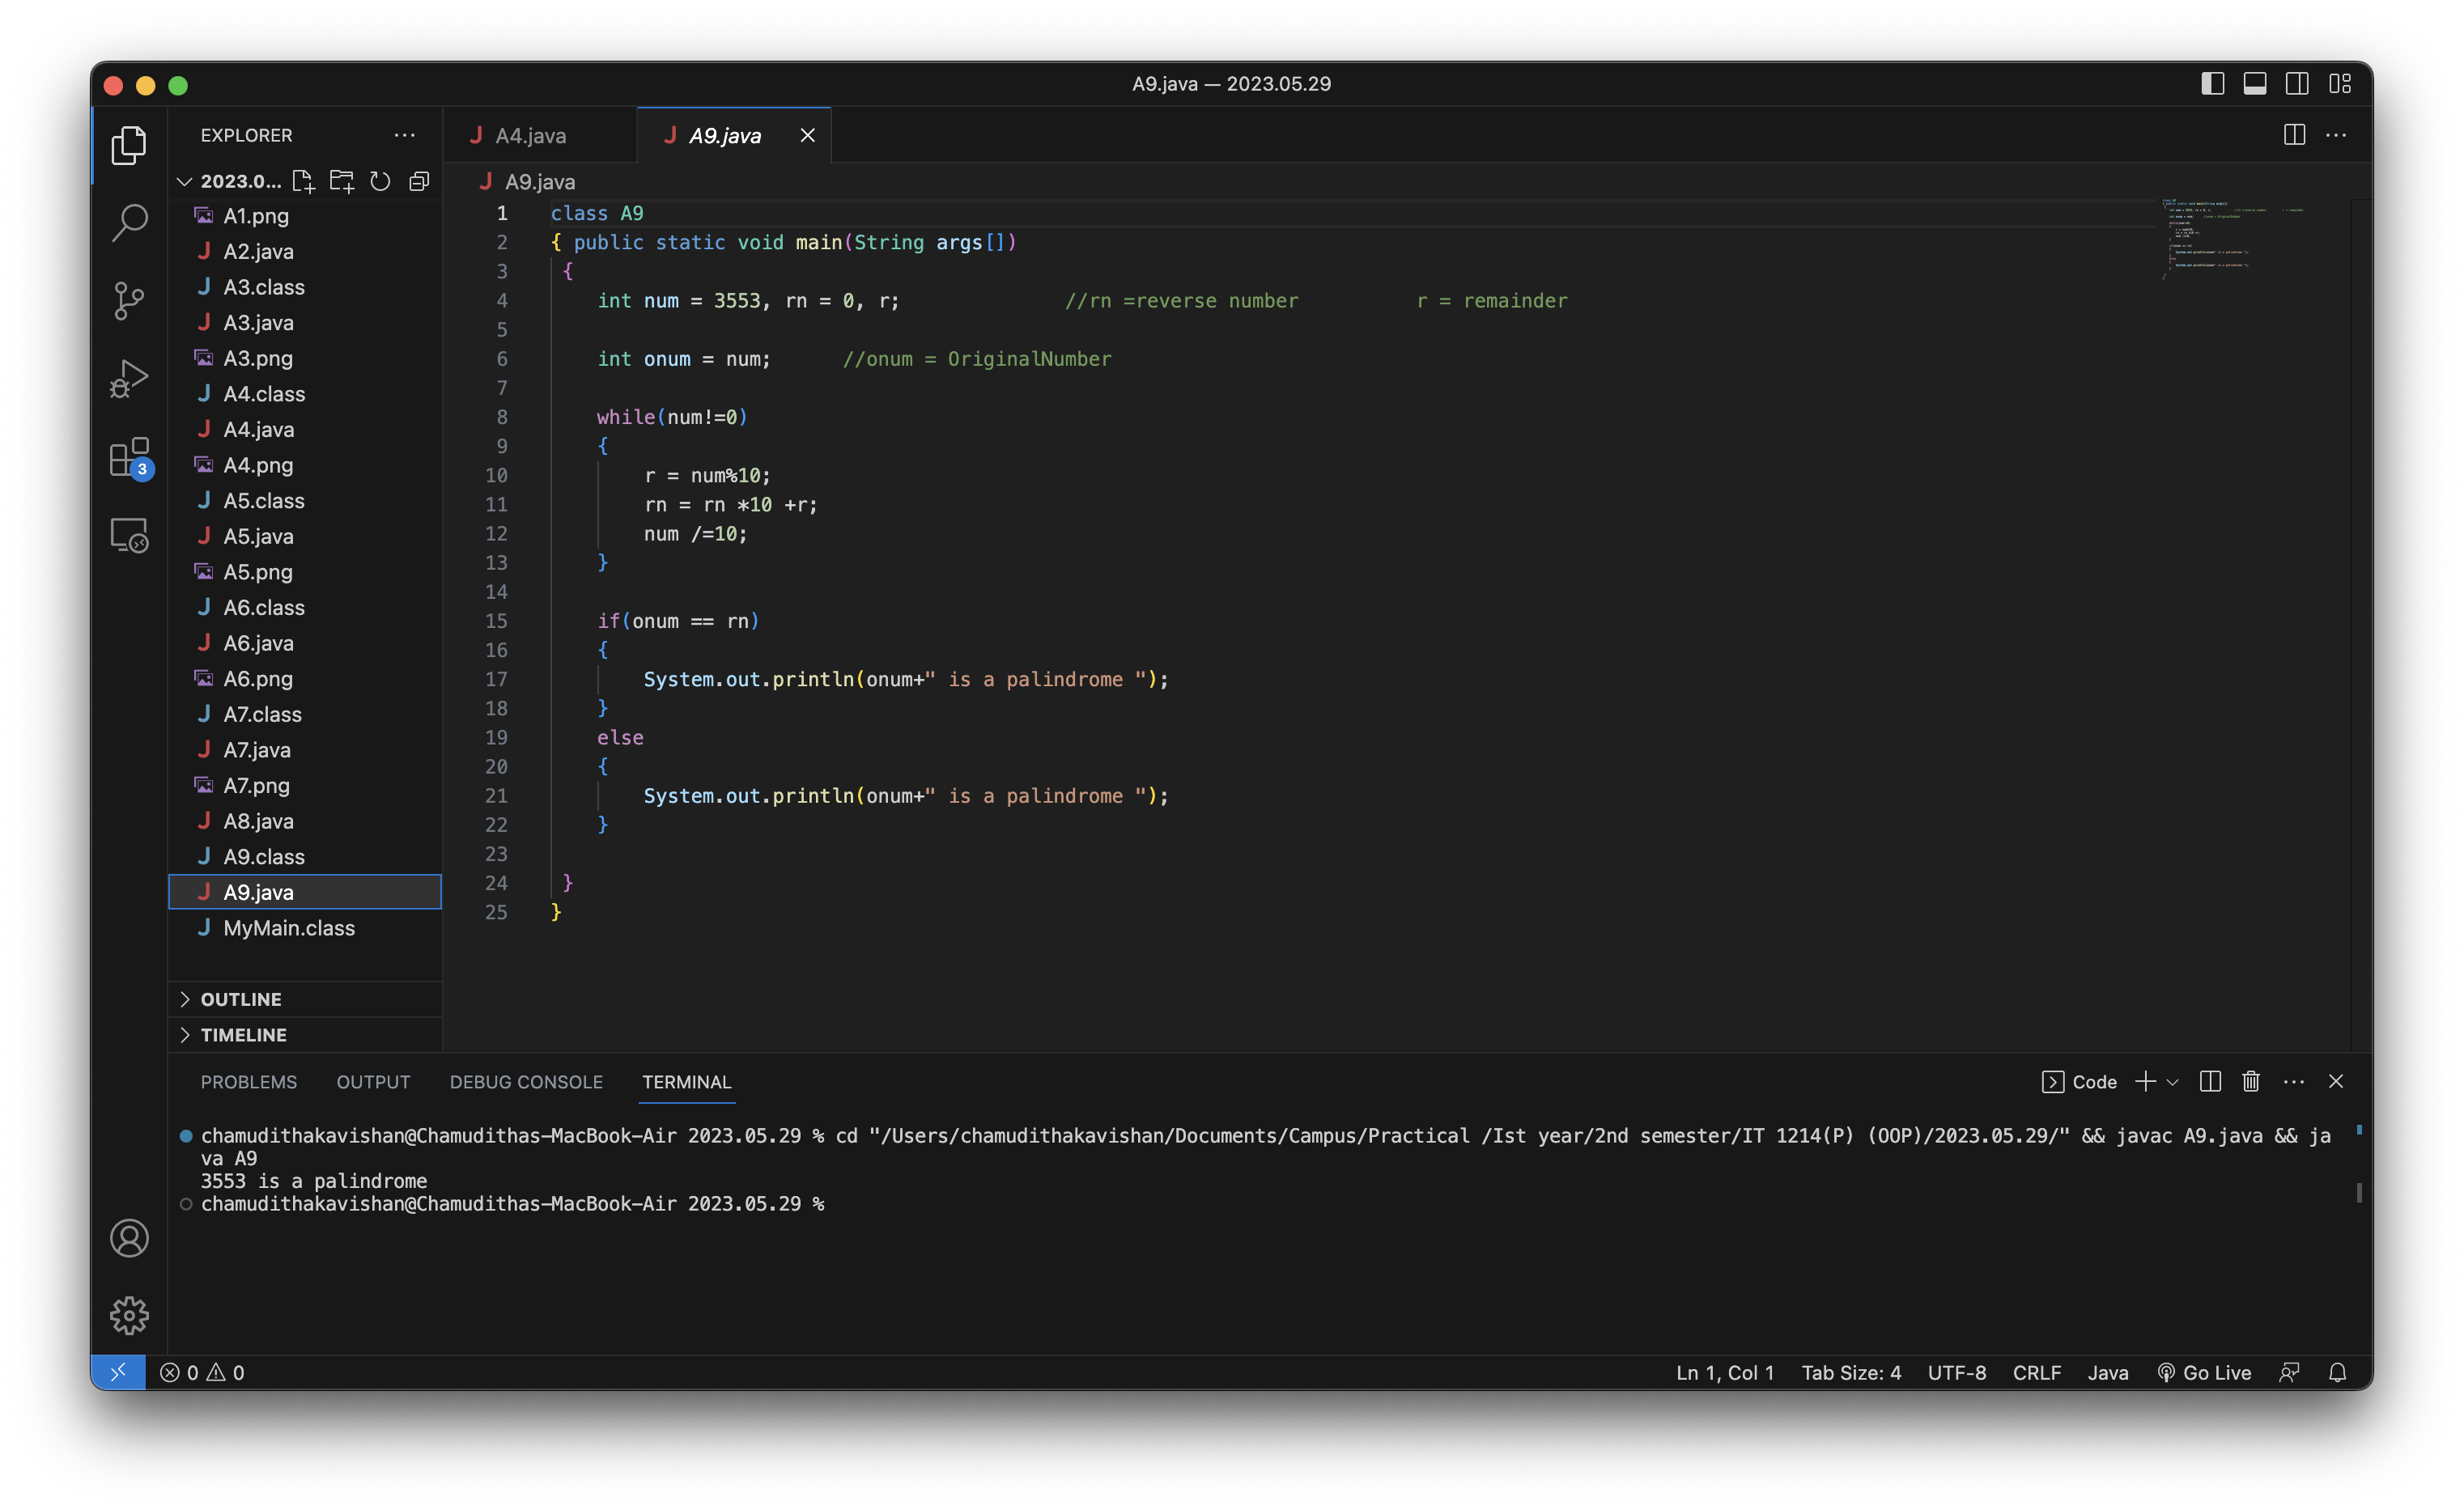 A9.java — 2023.05.29
EXPLORER
A4.java
A9.java
2023.0...
A9.java
A1.png
A2.java
A3.class
A3.java
A3.png
A4.class
A4.java
A4.png
A5.class
A5.java
A5.png
A6.class
A6.java
A6.png
A7.class
A7.java
A7.png
A8.java
A9.class
A9.java
MyMain.class
OUTLINE
TIMELINE
3
1 class A9
2 { public static void main(String args[])
3 {
4 int num = 3553, rn = 0, r; //rn =reverse number r = remainder
5
6 int onum = num; //onum = OriginalNumber
7
8 while(num!=0)
9 {
10 r = num%10;
11 rn = rn *10 +r;
12 num /=10;
13 }
14
15 if(onum == rn)
16 {
17 System.out.println(onum+" is a palindrome ");
18 }
19 else
20 {
21 System.out.println(onum+" is a palindrome ");
22 }
23
24 }
25 }
PROBLEMS OUTPUT DEBUG CONSOLE TERMINAL
Code
chamudithakavishan@Chamudithas-MacBook-Air 2023.05.29 % cd "/Users/chamudithakavishan/Documents/Campus/Practical /Ist year/2nd semester/IT 1214(P) (OOP)/2023.05.29/" && javac A9.java && ja
va A9
3553 is a palindrome
chamudithakavishan@Chamudithas-MacBook-Air 2023.05.29 %
0 0
Ln 1, Col 1 Tab Size: 4 UTF-8 CRLF Java Go Live